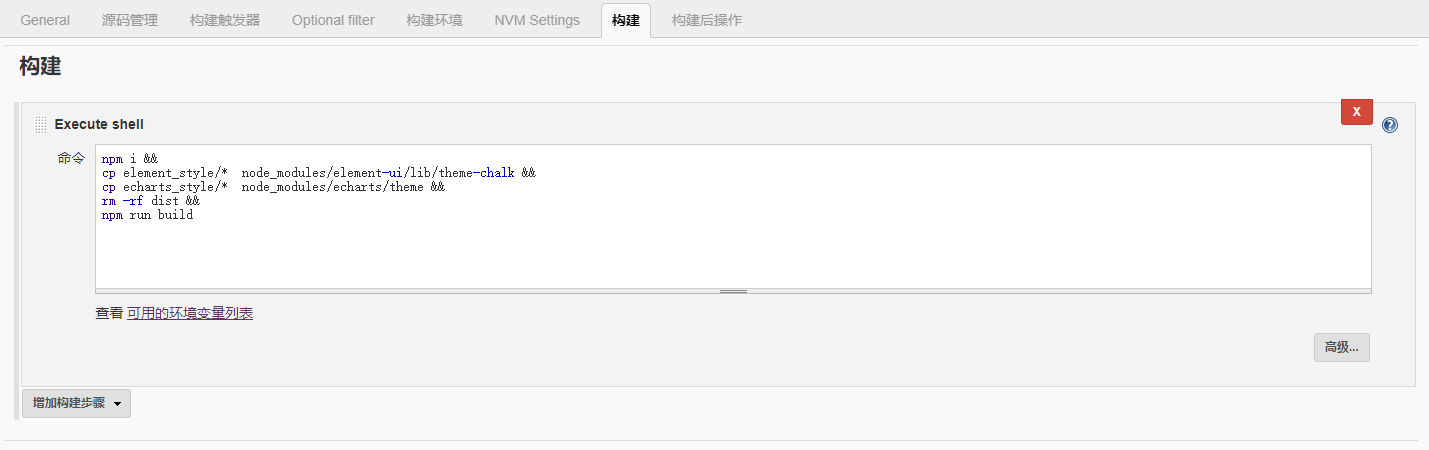 General 源码管理 构建触发器 Optional filter 构建环境 NVM Settings 构建 构建后操作
构建
X
Execute shell
命令
npm i &&
cp element_style/*  node_modules/element-ui/lib/theme-chalk &&
cp echarts_style/*  node_modules/echarts/theme &&
rm -rf dist &&
npm run build
查看 可用的环境变量列表
高级...
增加构建步骤